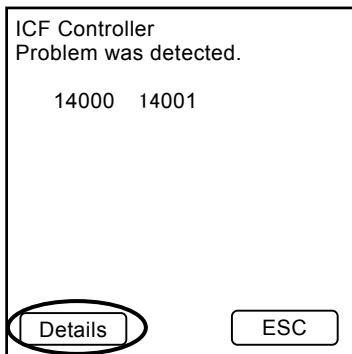 ICF Controller
Problem was detected.
14000 14001
Details ESC